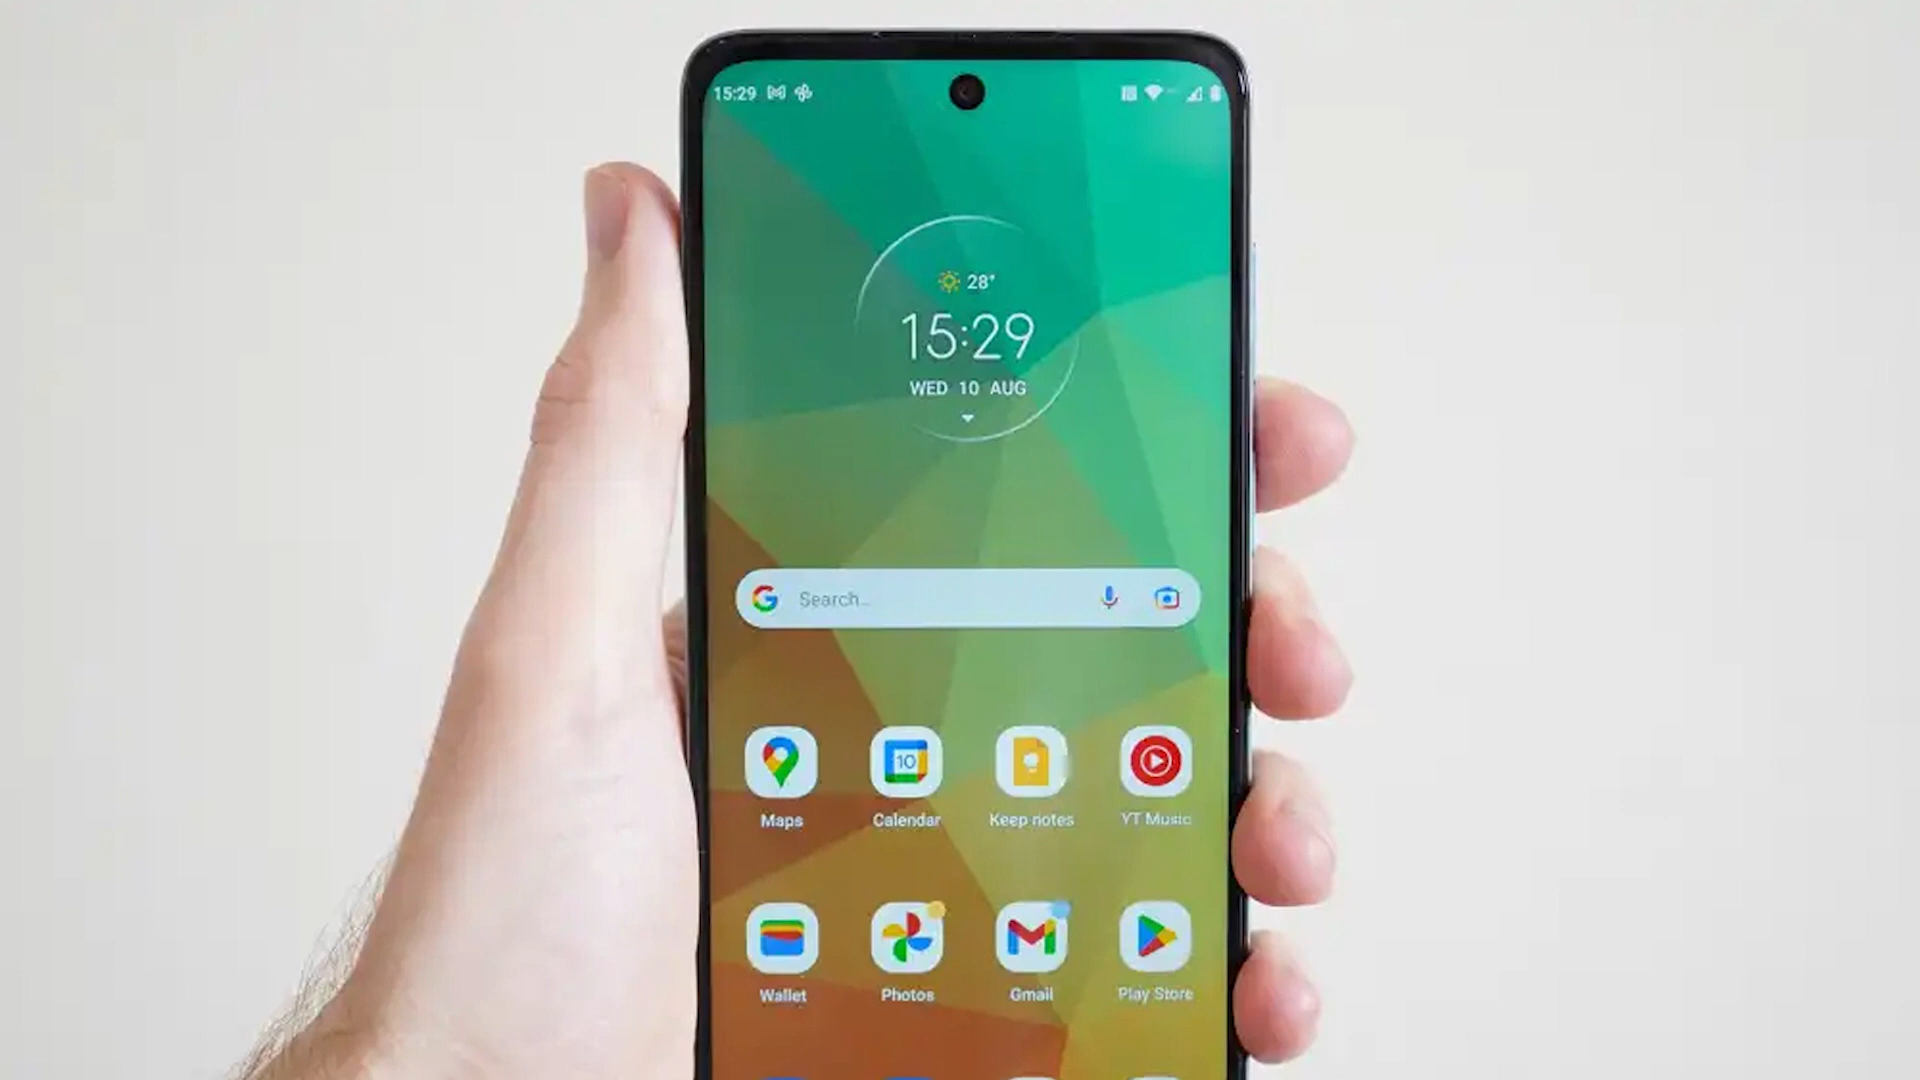 15:29
28°
15:29
WED 10 AUG
Search...
10
Maps Calendar Keep notes YT Music
Wallet Photos Gmail Play Store